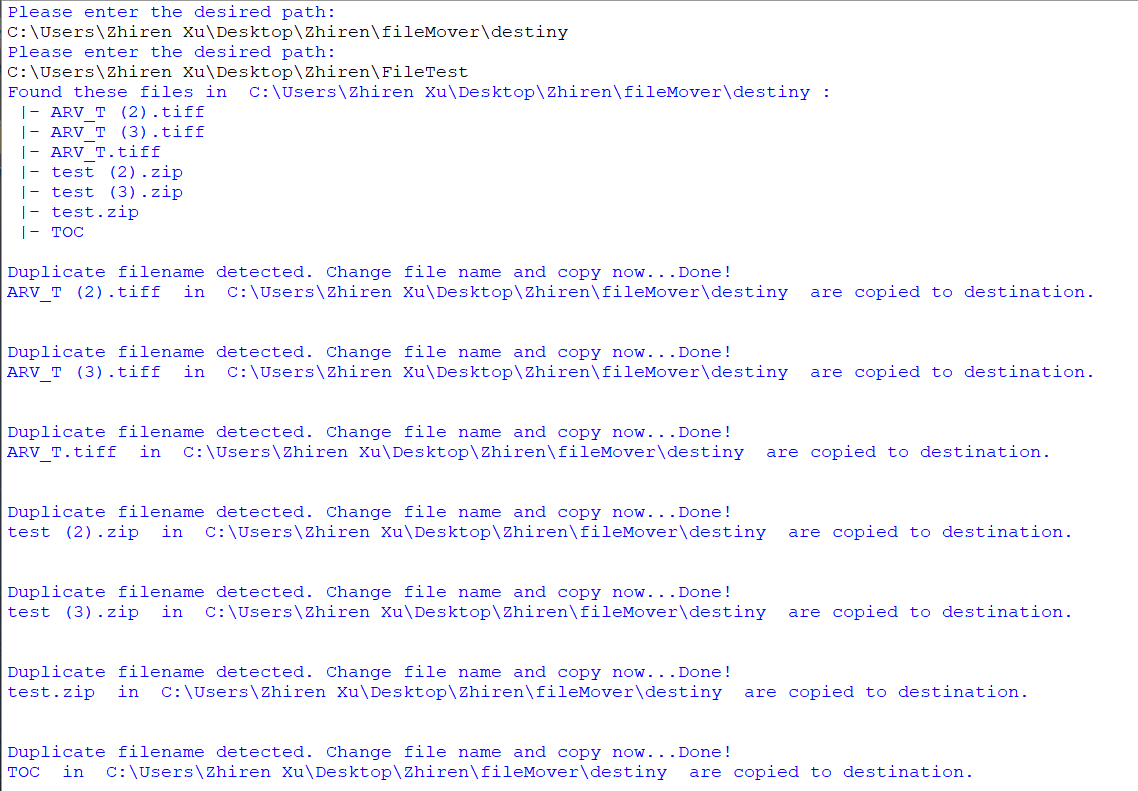 Please enter the desired path:
C:\Users\Zhiren Xu\Desktop\Zhiren\fileMover\destiny
Please enter the desired path:
C:\Users\Zhiren Xu\Desktop\Zhiren\FileTest
Found these files in  C:\Users\Zhiren Xu\Desktop\Zhiren\fileMover\destiny :
 |- ARV_T (2).tiff
 |- ARV_T (3).tiff
 |- ARV_T.tiff
 |- test (2).zip
 |- test (3).zip
 |- test.zip
 |- TOC
Duplicate filename detected. Change file name and copy now...Done!
ARV_T (2).tiff  in  C:\Users\Zhiren Xu\Desktop\Zhiren\fileMover\destiny  are copied to destination.
Duplicate filename detected. Change file name and copy now...Done!
ARV_T (3).tiff  in  C:\Users\Zhiren Xu\Desktop\Zhiren\fileMover\destiny  are copied to destination.
Duplicate filename detected. Change file name and copy now...Done!
ARV_T.tiff  in  C:\Users\Zhiren Xu\Desktop\Zhiren\fileMover\destiny  are copied to destination.
Duplicate filename detected. Change file name and copy now...Done!
test (2).zip  in  C:\Users\Zhiren Xu\Desktop\Zhiren\fileMover\destiny  are copied to destination.
Duplicate filename detected. Change file name and copy now...Done!
test (3).zip  in  C:\Users\Zhiren Xu\Desktop\Zhiren\fileMover\destiny  are copied to destination.
Duplicate filename detected. Change file name and copy now...Done!
test.zip  in  C:\Users\Zhiren Xu\Desktop\Zhiren\fileMover\destiny  are copied to destination.
Duplicate filename detected. Change file name and copy now...Done!
TOC  in  C:\Users\Zhiren Xu\Desktop\Zhiren\fileMover\destiny  are copied to destination.